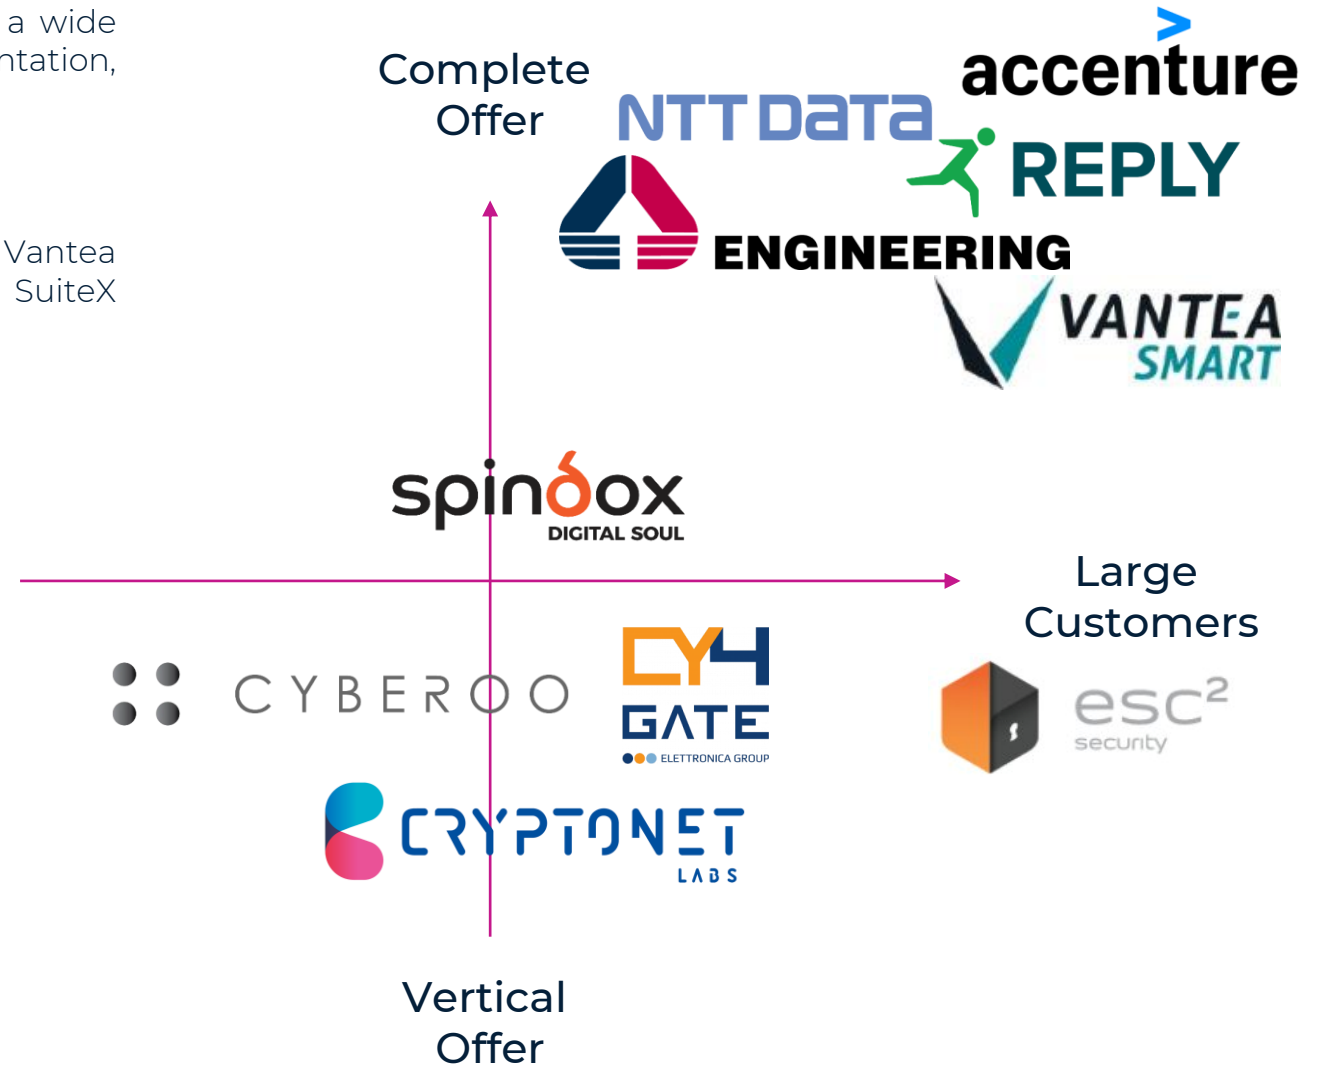 a wide
ntation,
Vantea
SuiteX
Complete
Offer
accenture
NTT DATA
REPLY
ENGINEERING
VANTEA
SMART
spindox
DIGITAL SOUL
Large
Customers
CYBEROO
CY4
GATE
ELETTRONICA GROUP
esc²
security
CRYPTONET
LABS
Vertical
Offer